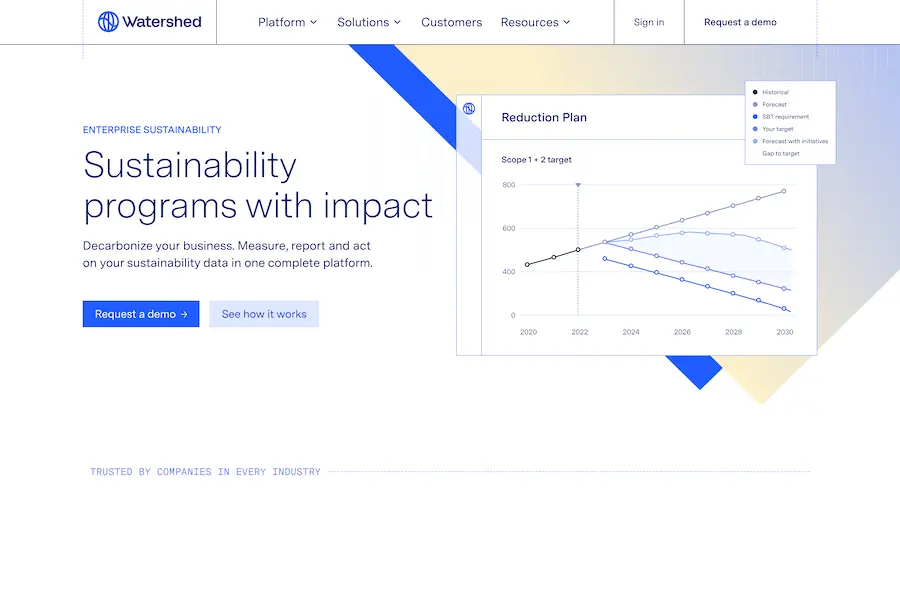 Watershed
Platform
Solutions
Customers
Resources
Sign in
Request a demo
ENTERPRISE SUSTAINABILITY
Sustainability
programs with impact
Decarbonize your business. Measure, report and act
on your sustainability data in one complete platform.
Request a demo →
See how it works
Reduction Plan
Historical
Forecast
SBT requirement
Your target
Forecast with initiatives
Gap to target
Scope 1 + 2 target
800
600
400
0
2020 2022 2024 2026 2028 2030
TRUSTED BY COMPANIES IN EVERY INDUSTRY